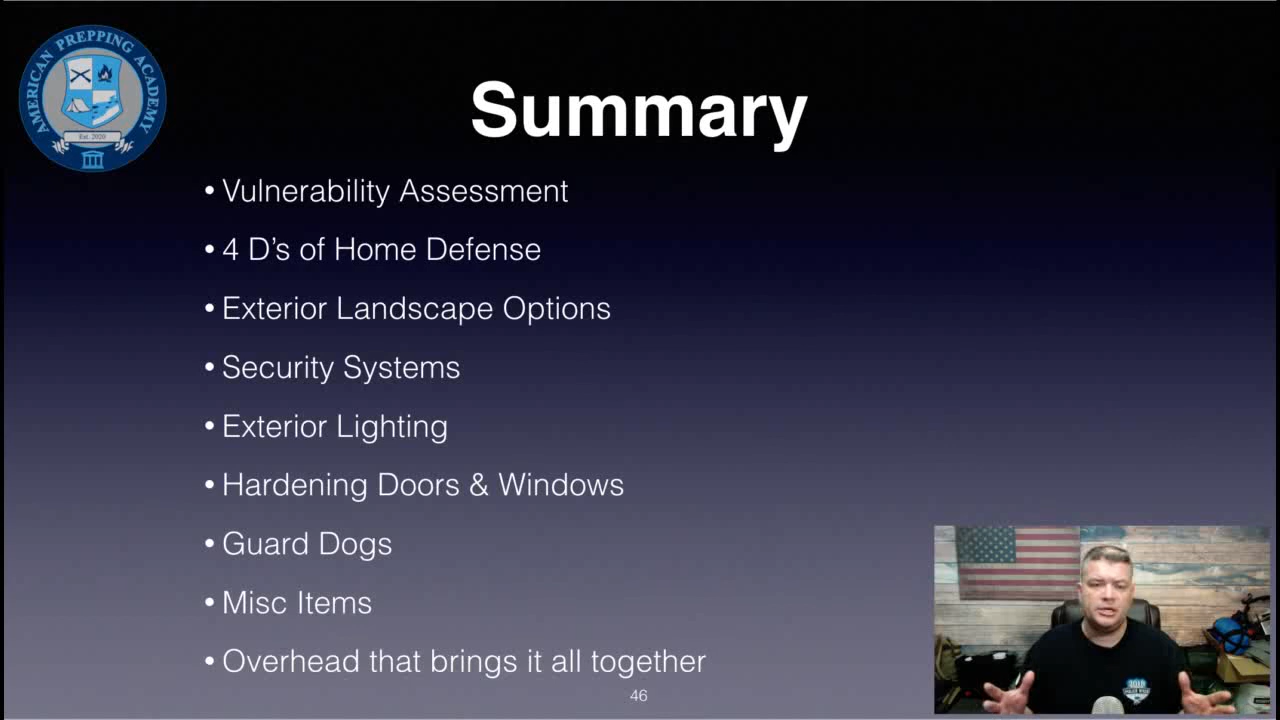 AMERICAN PREPPING ACADEMY
Est. 2020
Summary
• Vulnerability Assessment
• 4 D’s of Home Defense
• Exterior Landscape Options
• Security Systems
• Exterior Lighting
• Hardening Doors & Windows
• Guard Dogs
• Misc Items
• Overhead that brings it all together
46